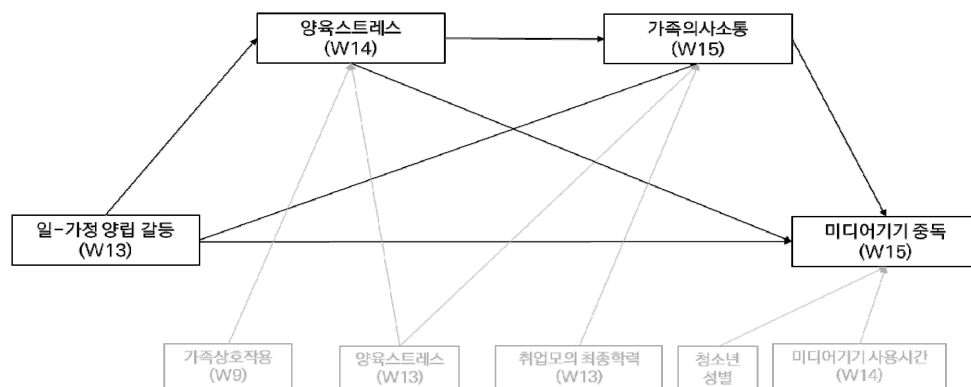 양육스트레스
(W14)
가족의사소통
(W15)
일-가정 양립 갈등
(W13)
미디어기기 중독
(W15)
가족상호작용
(W9)
양육스트레스
(W13)
취업모의 최종학력
(W13)
청소년
성별
미디어기기 사용시간
(W14)